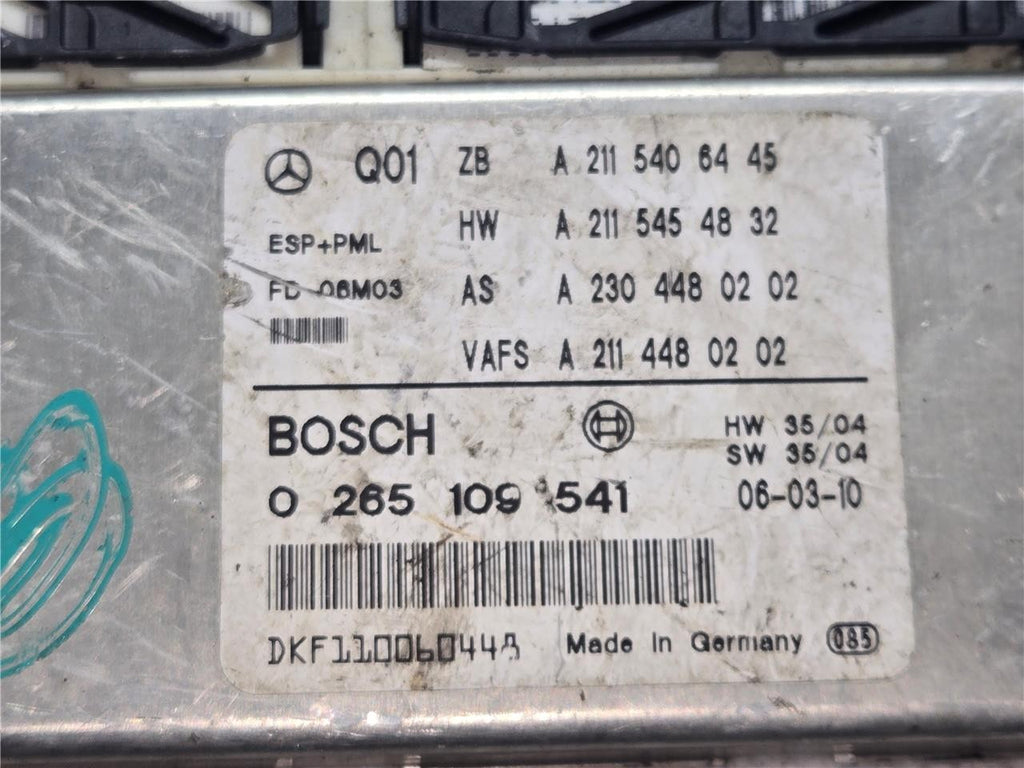 Q01 ZB A 211 540 64 45
HW A 211 545 48 32
ESP+PML
FD 06M03 AS A 230 448 02 02
VAFS A 211 448 02 02
BOSCH HW 35/04
SW 35/04
0 265 109 541 06-03-10
Made In Germany 085